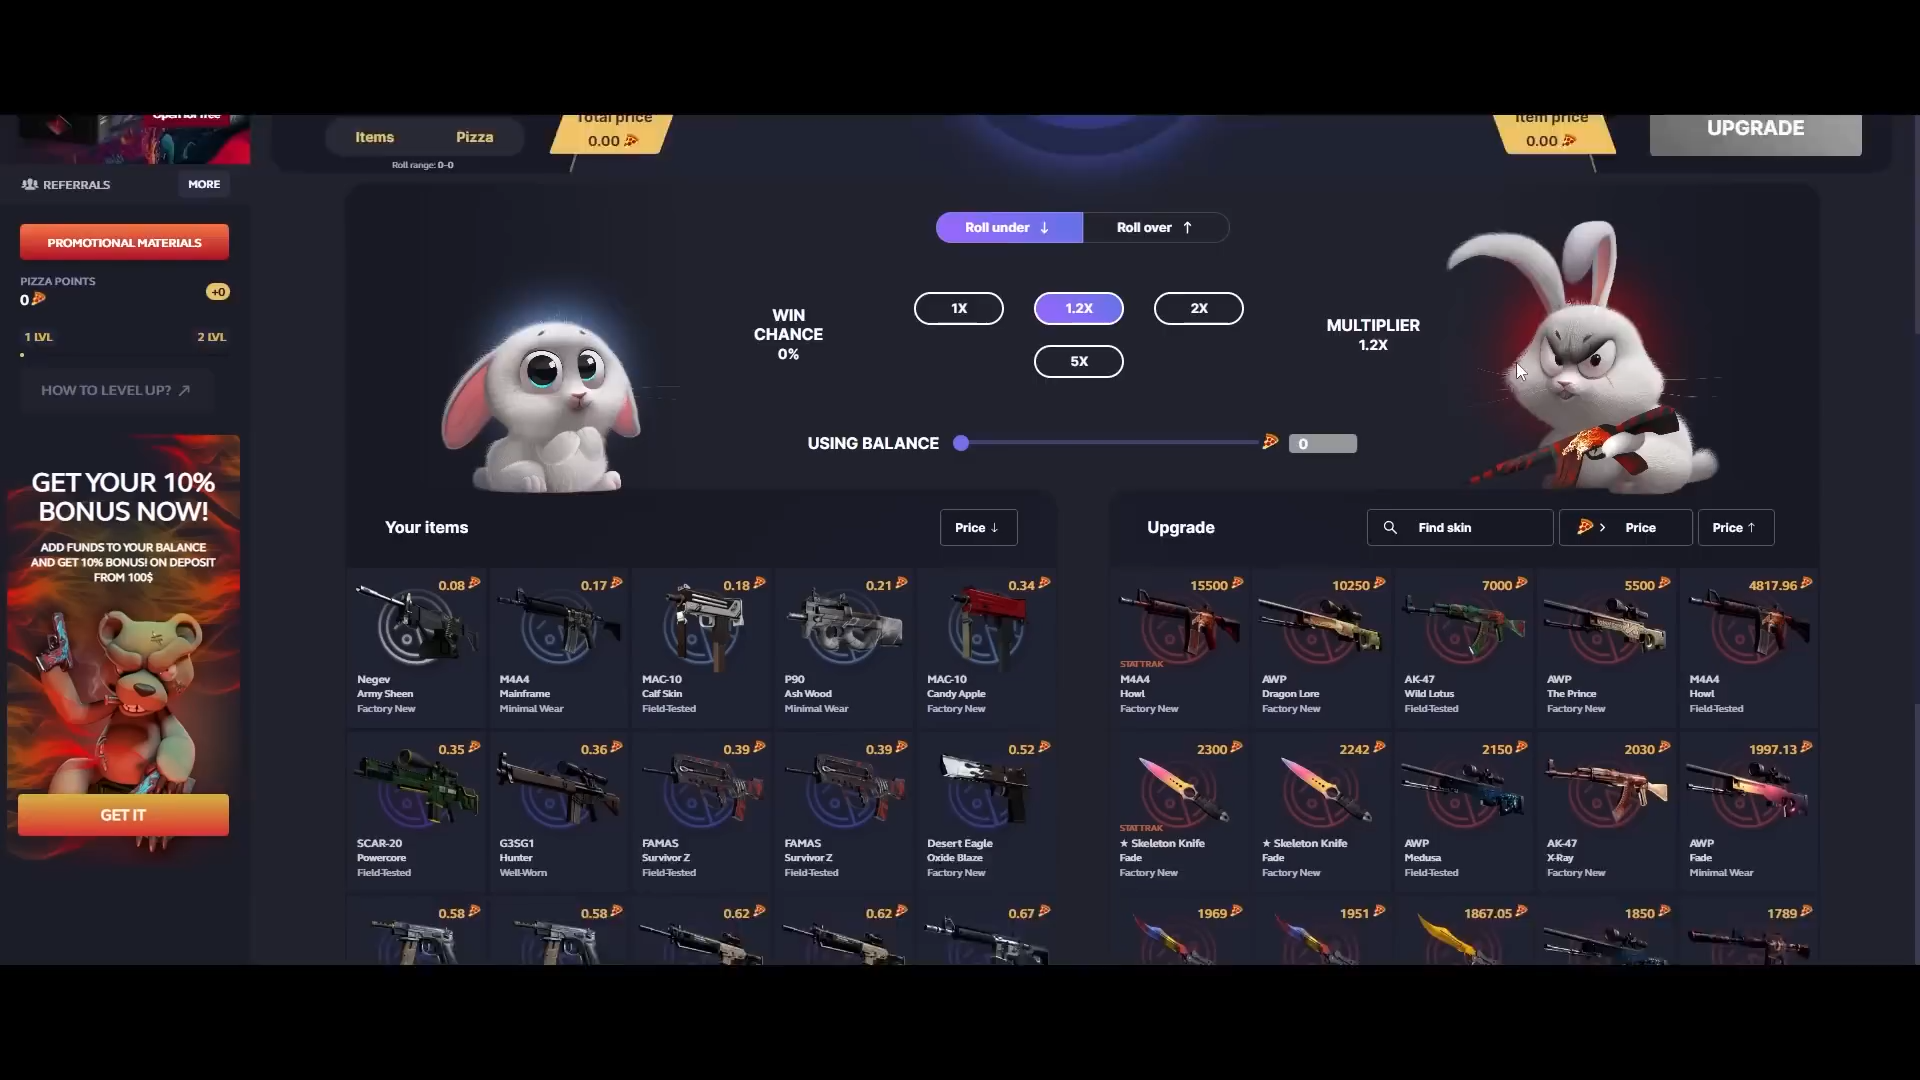 Open for free
Items
Pizza
Roll range: 0-0
Total price
0.00
Item price
0.00
UPGRADE
REFERRALS
MORE
PROMOTIONAL MATERIALS
PIZZA POINTS
0
+0
1 LVL
2 LVL
HOW TO LEVEL UP?
GET YOUR 10%
BONUS NOW!
ADD FUNDS TO YOUR BALANCE
AND GET 10% BONUS! ON DEPOSIT
FROM 100$
GET IT
Roll under ↓
Roll over ↑
WIN
CHANCE
0%
1X
1.2X
2X
5X
MULTIPLIER
1.2X
USING BALANCE
0
Your items
Price ↓
0.08
Negev
Army Sheen
Factory New
0.17
M4A4
Mainframe
Minimal Wear
0.18
MAC-10
Calf Skin
Field-Tested
0.21
P90
Ash Wood
Minimal Wear
0.34
MAC-10
Candy Apple
Factory New
0.35
SCAR-20
Powercore
Field-Tested
0.36
G3SG1
Hunter
Well-Worn
0.39
FAMAS
Survivor Z
Field-Tested
0.39
FAMAS
Survivor Z
Field-Tested
0.52
Desert Eagle
Oxide Blaze
Factory New
0.58
0.58
0.62
0.62
0.67
Upgrade
Find skin
> Price
Price ↑
15500
STATTRAK
M4A4
Howl
Factory New
10250
AWP
Dragon Lore
Factory New
7000
AK-47
Wild Lotus
Field-Tested
5500
AWP
The Prince
Factory New
4817.96
M4A4
Howl
Field-Tested
2300
STATTRAK
★ Skeleton Knife
Fade
Factory New
2242
★ Skeleton Knife
Fade
Factory New
2150
AWP
Medusa
Field-Tested
2030
AK-47
X-Ray
Factory New
1997.13
AWP
Fade
Minimal Wear
1969
1951
1867.05
1850
1789